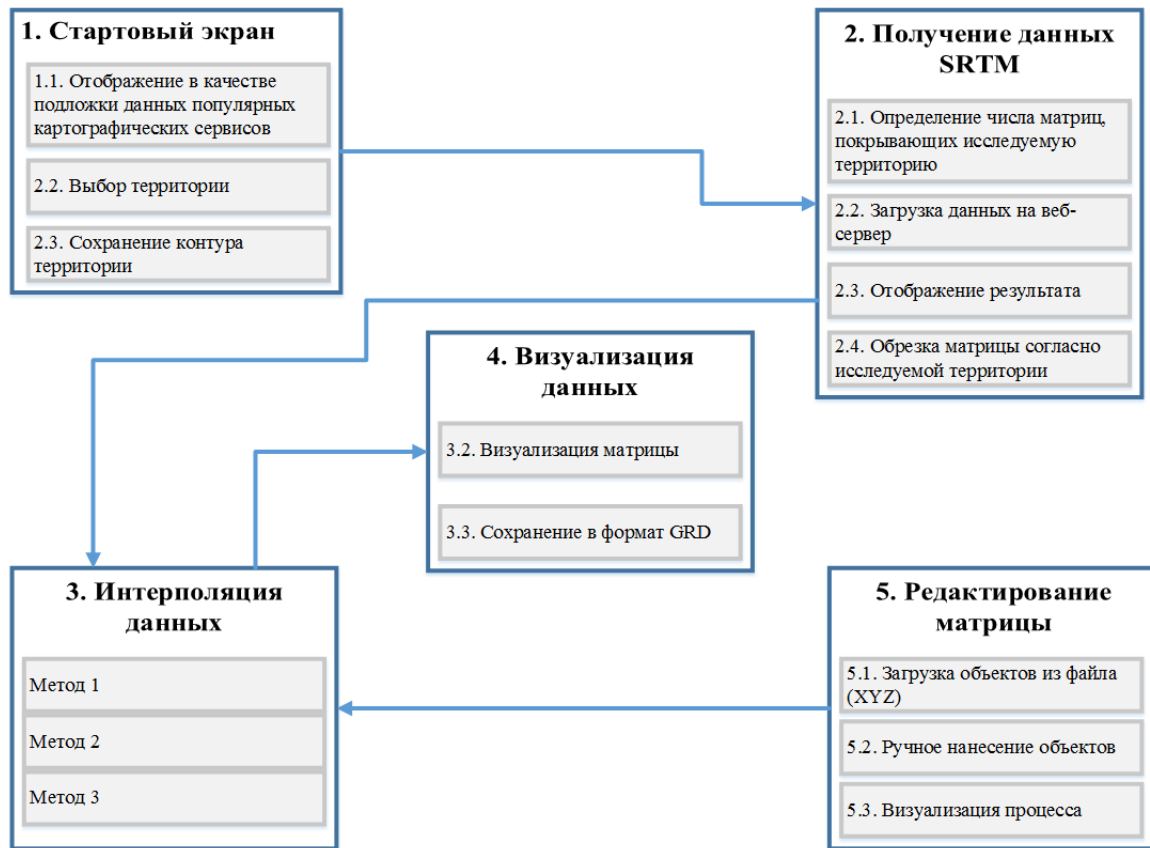 1. Стартовый экран
1.1. Отображение в качестве
подложки данных популярных
картографических сервисов
2.2. Выбор территории
2.3. Сохранение контура
территории
2. Получение данных
SRTM
2.1. Определение числа матриц,
покрывающих исследуемую
территорию
2.2. Загрузка данных на веб-
сервер
2.3. Отображение результата
2.4. Обрезка матрицы согласно
исследуемой территории
4. Визуализация
данных
3.2. Визуализация матрицы
3.3. Сохранение в формат GRD
3. Интерполяция
данных
Метод 1
Метод 2
Метод 3
5. Редактирование
матрицы
5.1. Загрузка объектов из файла
(XYZ)
5.2. Ручное нанесение объектов
5.3. Визуализация процесса